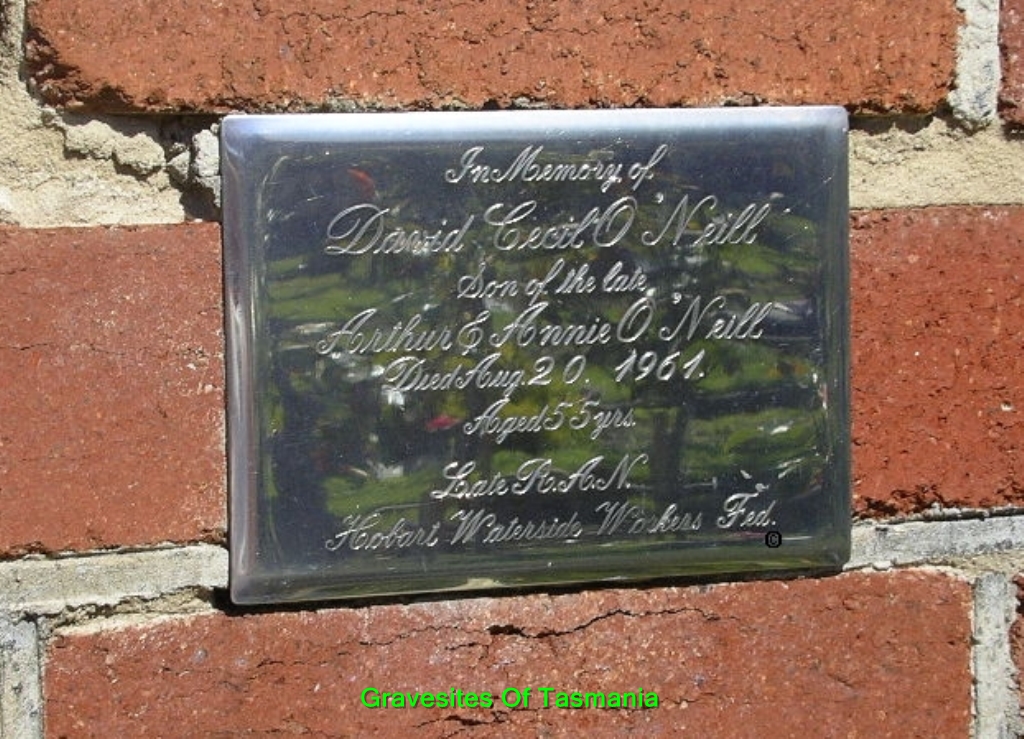 In Memory of
David Cecil O'Neill
Son of the late
Arthur & Annie O'Neill
Died Aug. 20. 1961.
Aged 55 yrs.
Late R.A.N.
Hobart Waterside Workers Fed.
®
Gravesites Of Tasmania